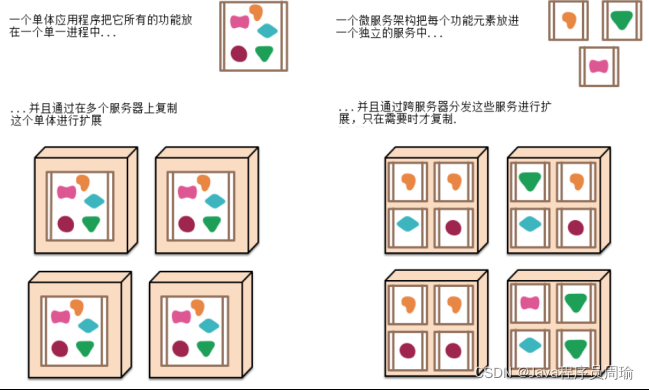 一个单体应用程序把它所有的功能放
在一个单一进程中...
...并且通过在多个服务器上复制
这个单体进行扩展
一个微服务架构把每个功能元素放进
一个独立的服务中...
...并且通过跨服务器分发这些服务进行扩
展，只在需要时才复制.
CSDN @Java程序员周瑜